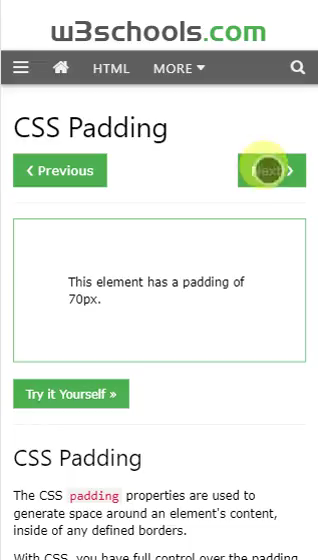 w3schools.com
HTML MORE
CSS Padding
❮ Previous
Next ❯
This element has a padding of
70px.
Try it Yourself »
CSS Padding
The CSS padding properties are used to
generate space around an element's content,
inside of any defined borders.
With CSS, you have full control over the padding